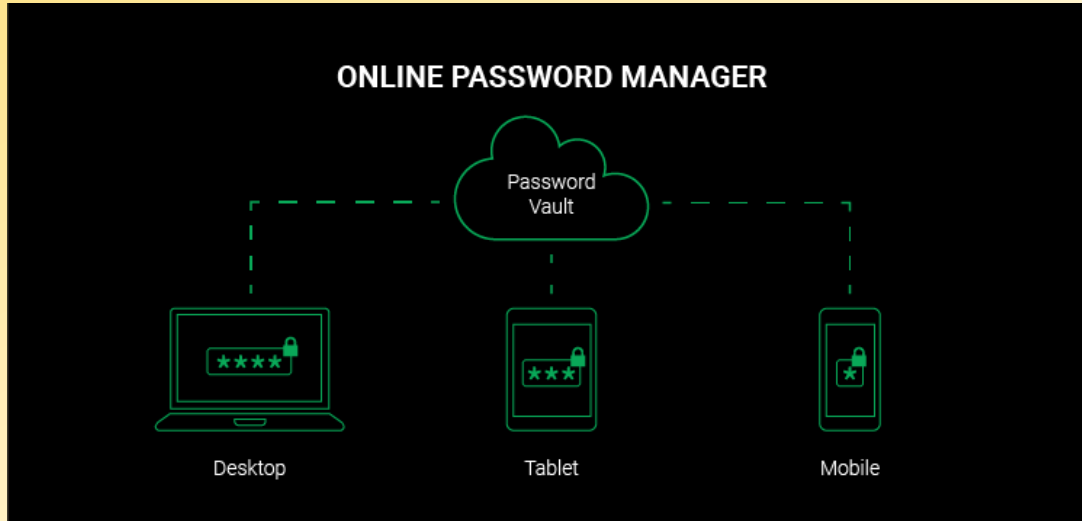 ONLINE PASSWORD MANAGER
Password
Vault
****
***
*
Desktop
Tablet
Mobile